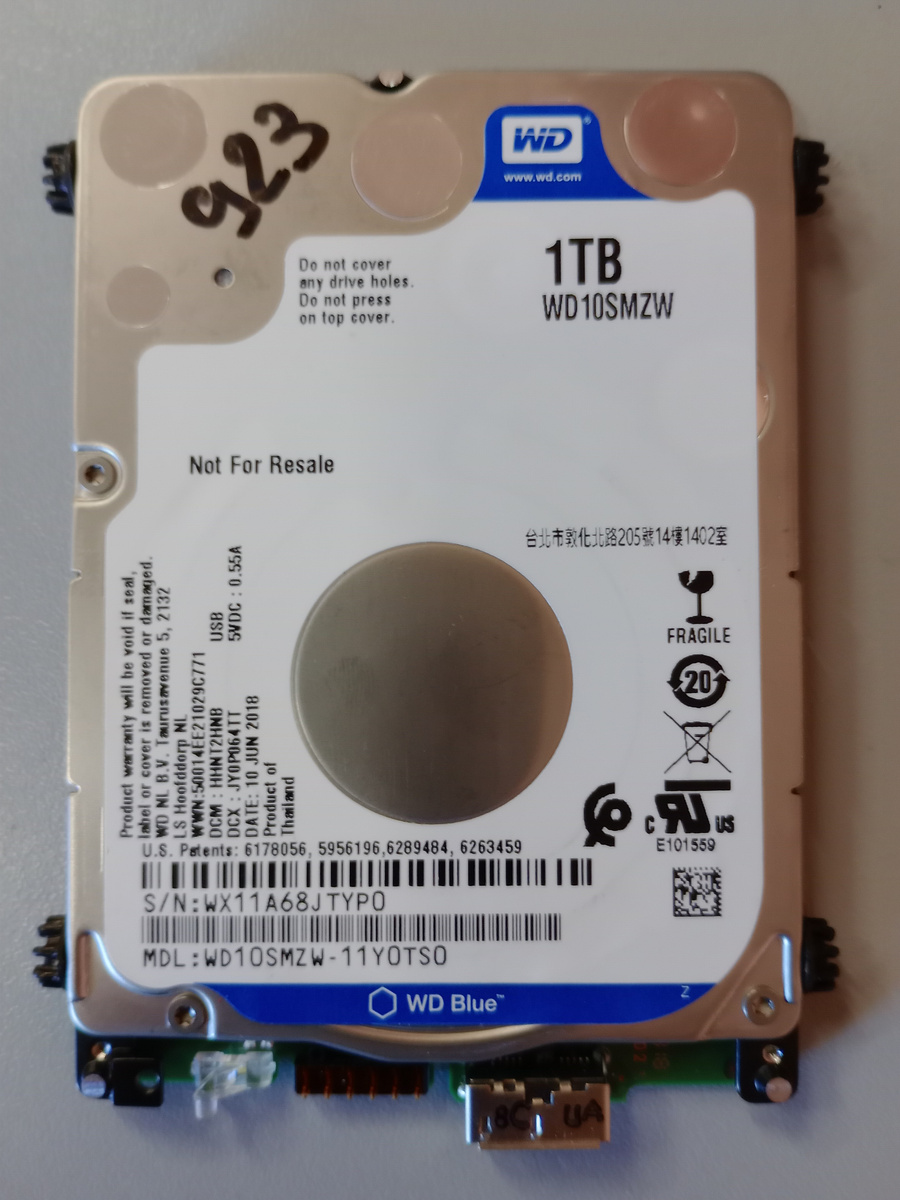 923
WD®
www.wd.com
Do not cover
any drive holes.
Do not press
on top cover.
1TB
WD10SMZW
Not For Resale
台北市敦化北路205號14樓1402室
Product warranty will be void if seal,
label or cover is removed or damaged.
WD NL B.V. Taurusavenue 5, 2132
LS Hoofddorp NL
WWN:50014EE21029C771
DCM : HHNT2HNB USB
DCX : JY0P064TT 5VDC : 0.55A
DATE: 10 JUN 2018
Product of
Thailand
FRAGILE
20
c RU US
E101559
U.S. Patents: 6178056, 5956196,6289484, 6263459
S/N:WX11A68JTYP0
MDL:WD10SMZW-11Y0TS0
WD Blue™
Z
8C UA